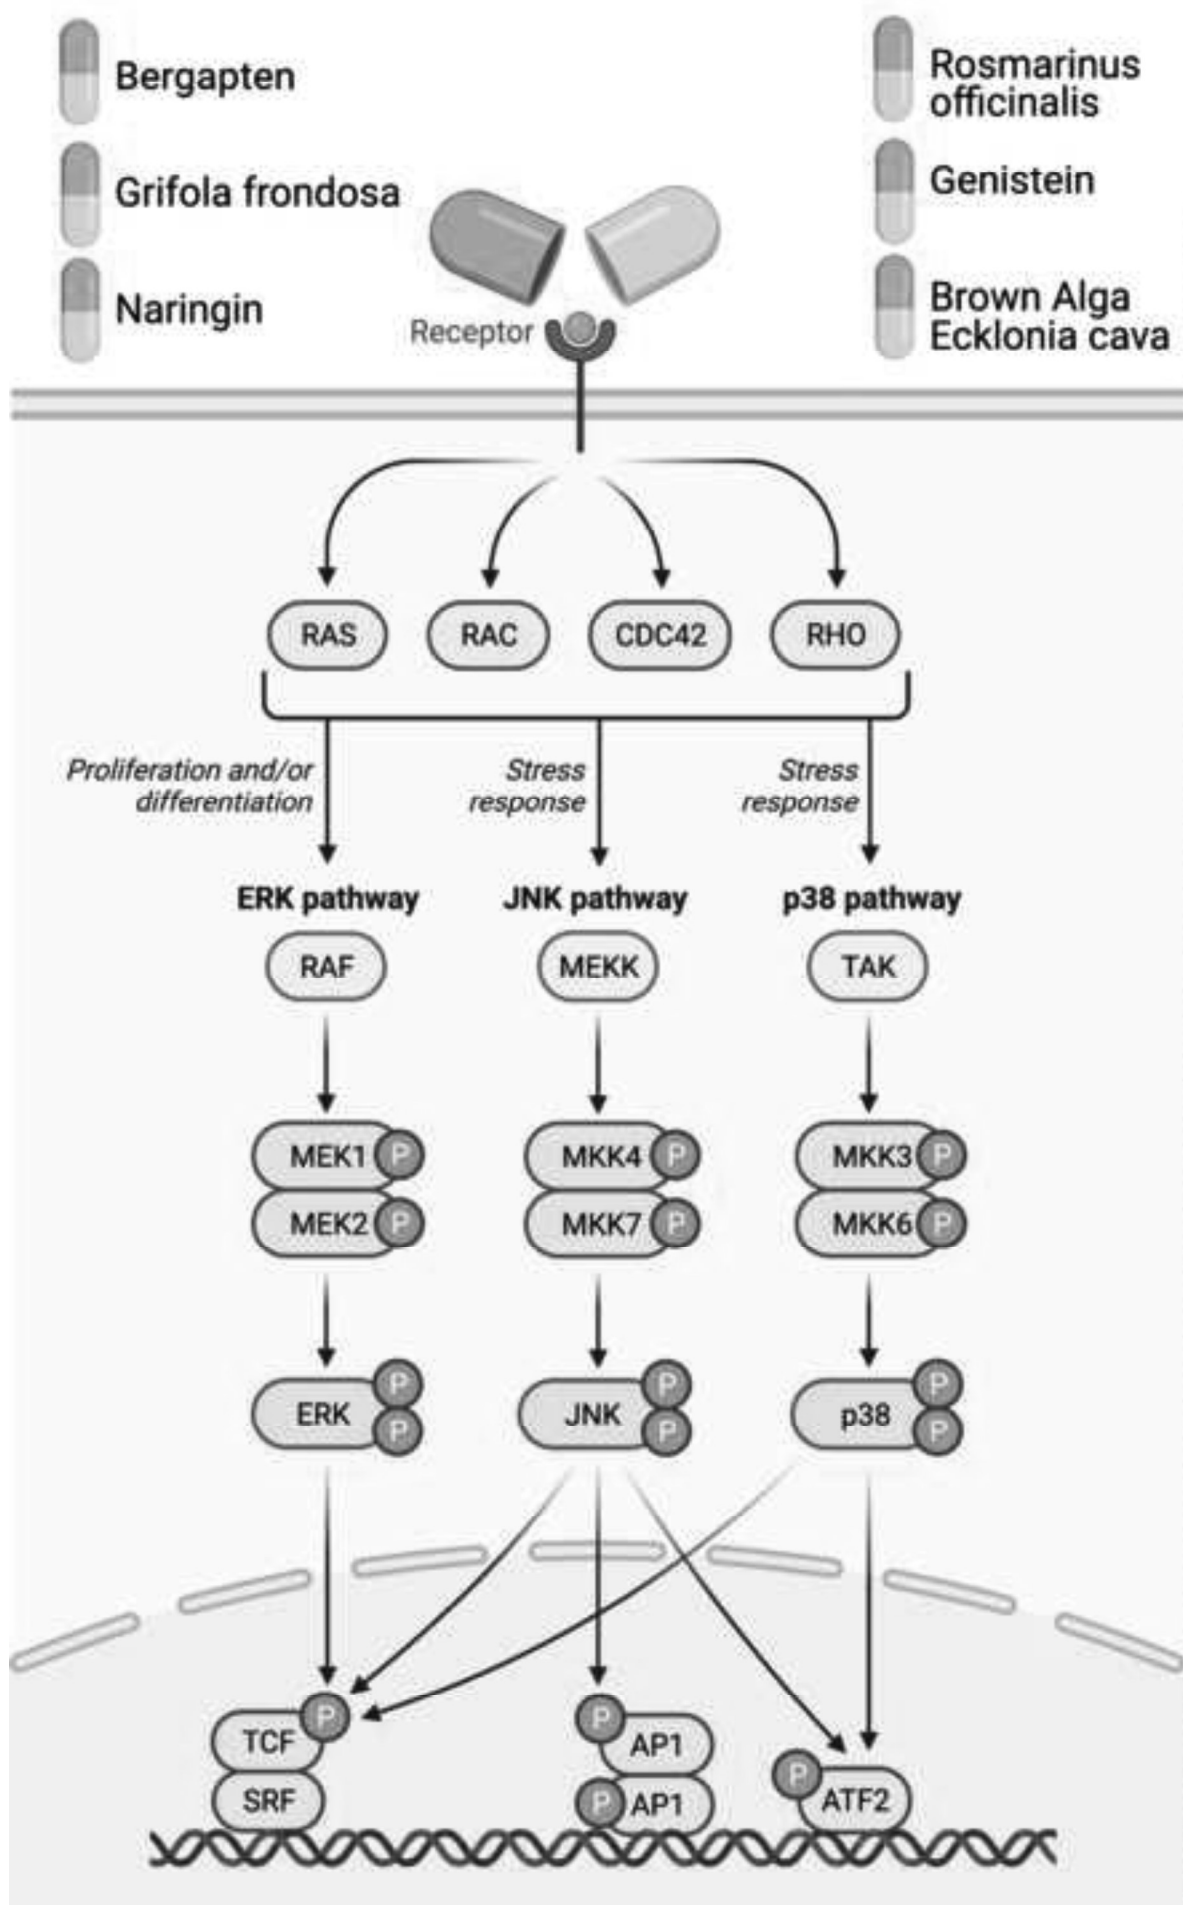 Bergapten
Rosmarinus
officinalis
Grifola frondosa
Genistein
Naringin
Receptor
Brown Alga
Ecklonia cava
RAS
RAC
CDC42
RHO
Proliferation and/or
differentiation
Stress
response
Stress
response
ERK pathway
JNK pathway
p38 pathway
RAF
MEKK
TAK
MEK1 P
MKK4 P
MKK3 P
MEK2 P
MKK7 P
MKK6 P
P
P
P
ERK
JNK
p38
P
P
P
P
TCF
SRF
P
AP1
P AP1
P
ATF2